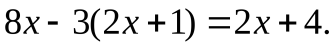 8x − 3(2x + 1) = 2x + 4.